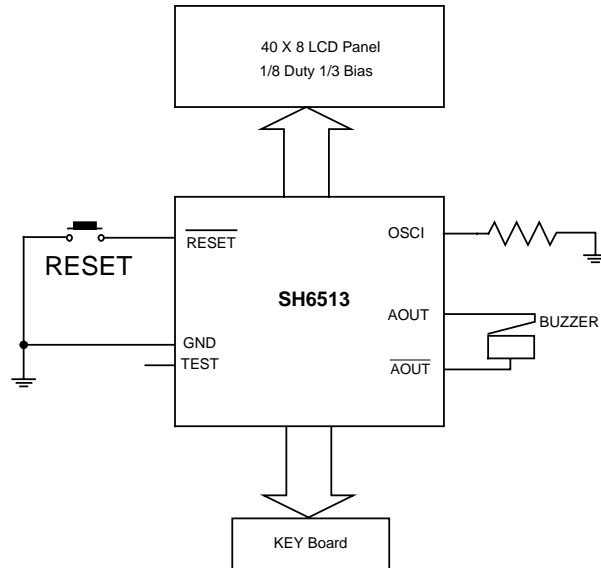 40 X 8 LCD Panel
1/8 Duty 1/3 Bias
RESET
OSCI
RESET
SH6513
AOUT
BUZZER
GND
TEST
AOUT
KEY Board